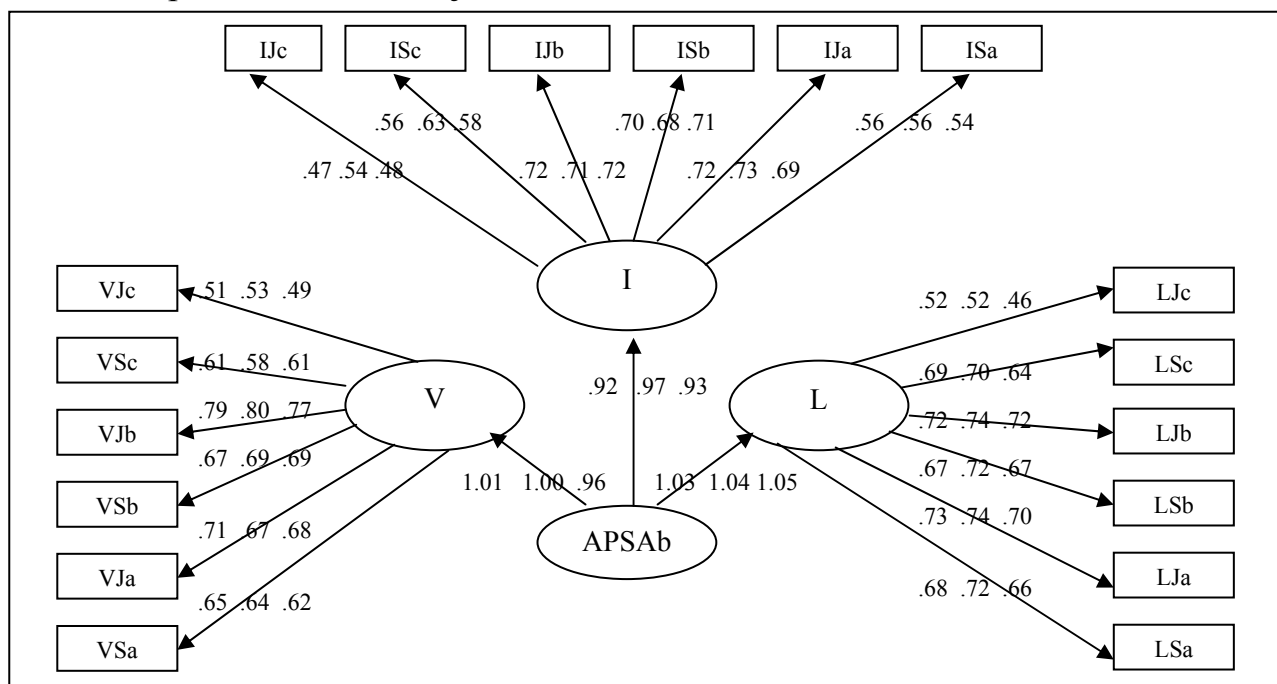 IJc ISc IJb ISb IJa ISa
.56 .63 .58 .70 .68 .71 .56 .56 .54
.47 .54 .48 .72 .71 .72 .72 .73 .69
I
VJc .51 .53 .49 .52 .52 .46 LJc
VSc .61 .58 .61 .69 .70 .64 LSc
.92 .97 .93
V L
VJb .79 .80 .77 .72 .74 .72 LJb
.67 .69 .69 .67 .72 .67
1.01 1.00 .96 1.03 1.04 1.05
VSb LSb
.71 .67 .68 .73 .74 .70
APSAb
VJa LJa
.65 .64 .62 .68 .72 .66
VSa LSa